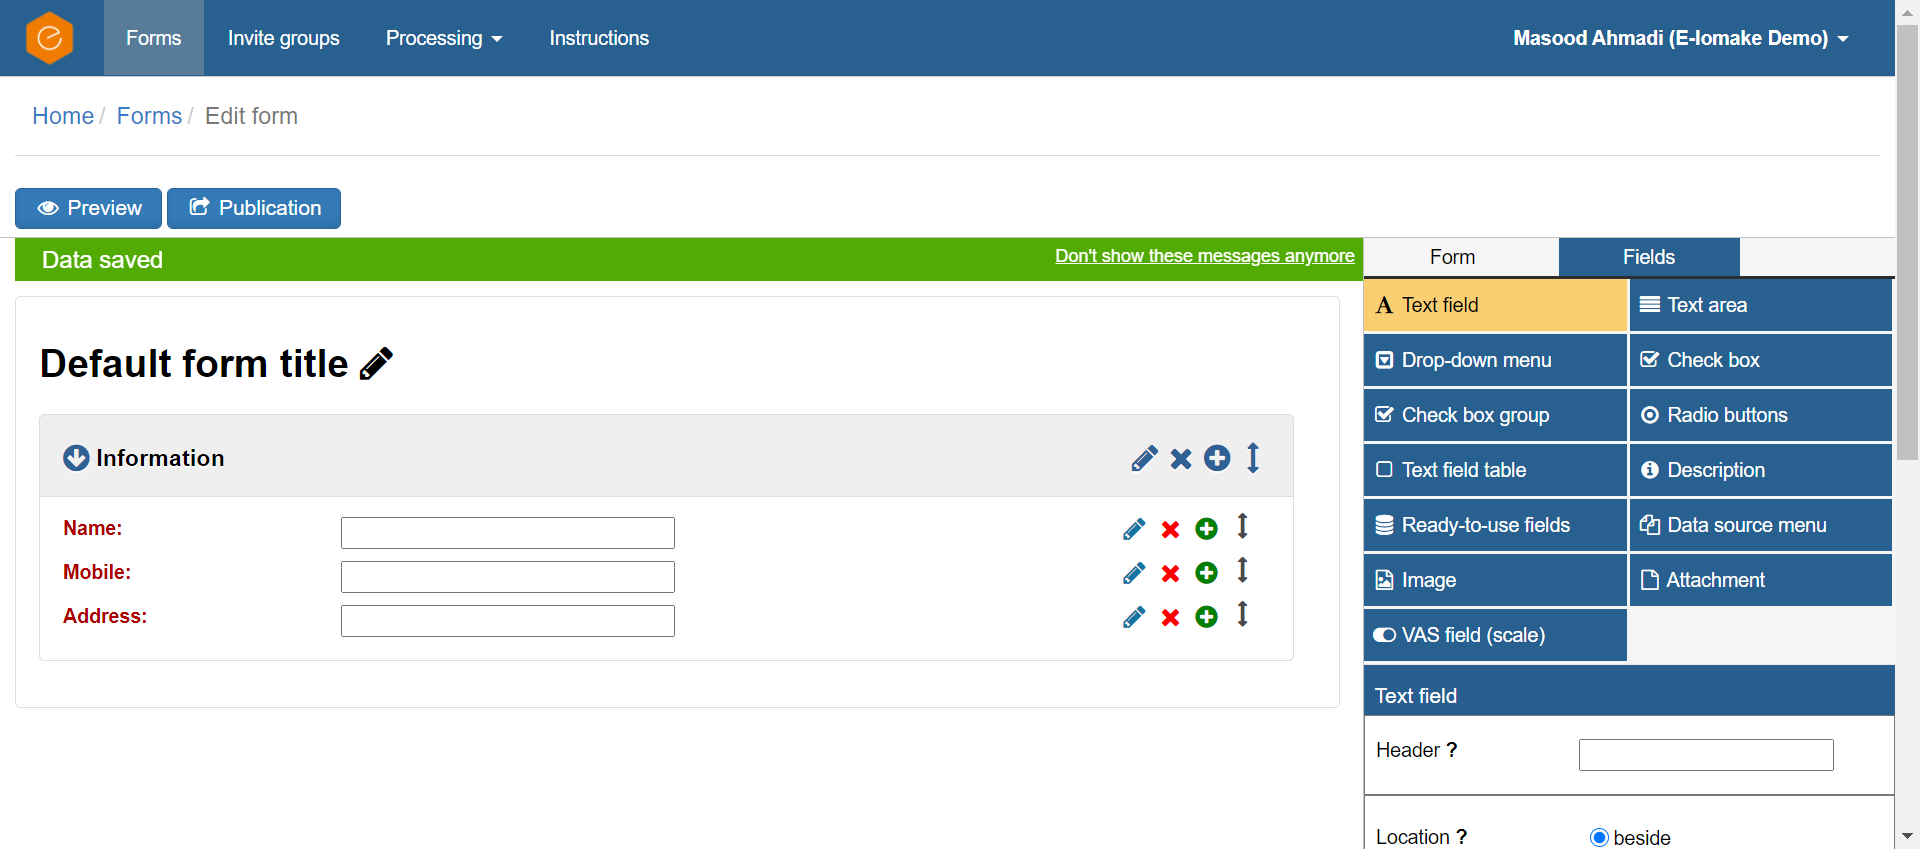 Forms Invite groups Processing Instructions Masood Ahmadi (E-lomake Demo)
Home / Forms / Edit form
Preview Publication
Data saved Don't show these messages anymore
Form Fields
Text field Text area
Drop-down menu Check box
Check box group Radio buttons
Text field table Description
Ready-to-use fields Data source menu
Image Attachment
VAS field (scale)
Default form title
Information
Name:
Mobile:
Address:
Text field
Header ?
Location ? beside